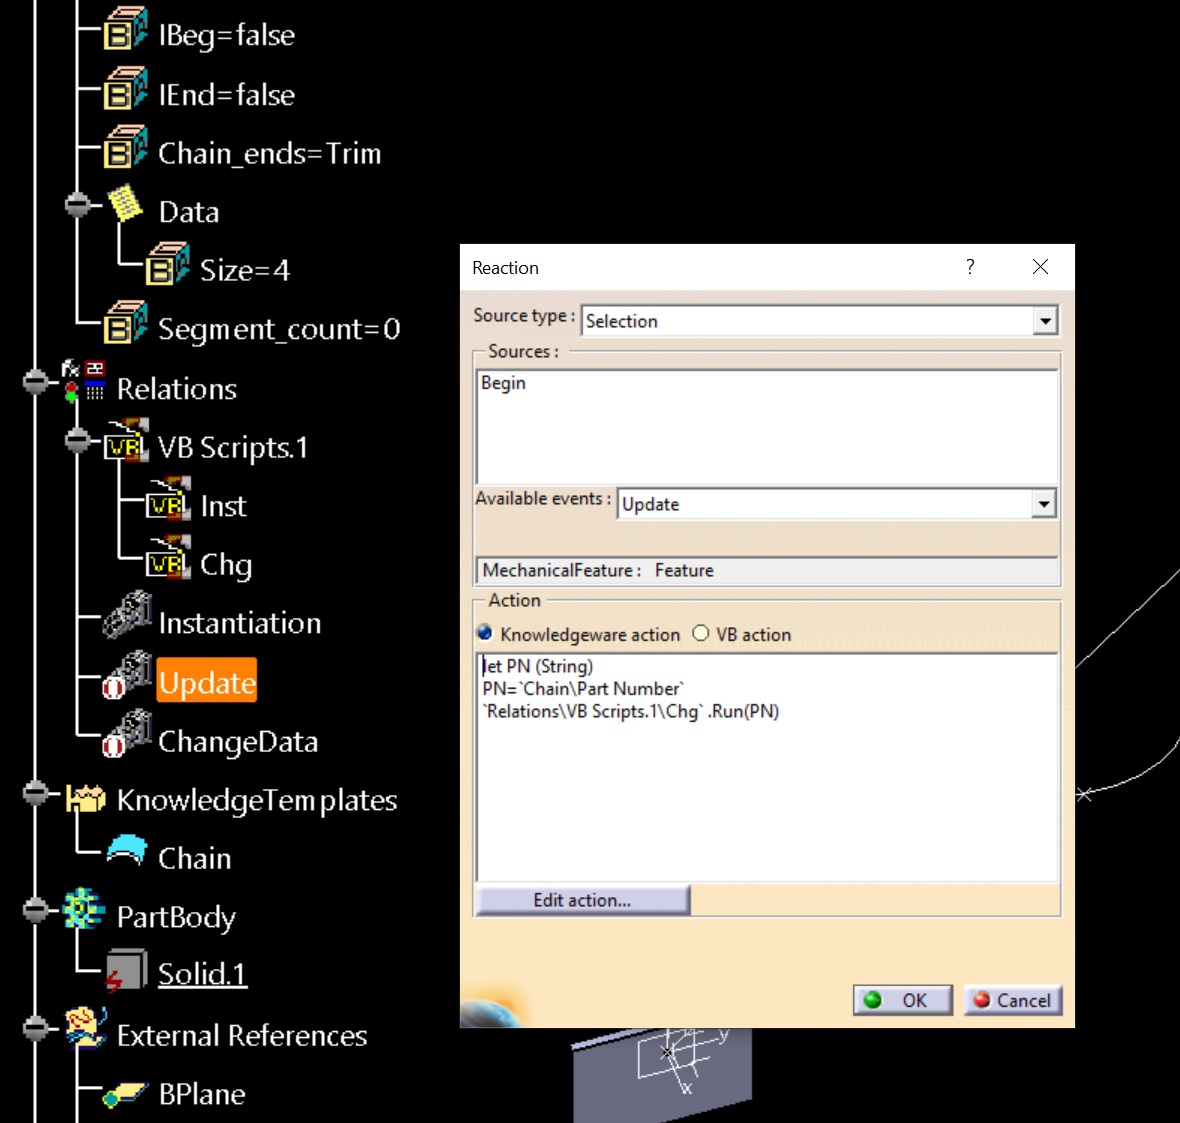 IBeg=false
IEnd=false
Chain_ends=Trim
Data
Size=4
Segment_count=0
Relations
VB Scripts.1
Inst
Chg
Instantiation
Update
ChangeData
KnowledgeTemplates
Chain
PartBody
Solid.1
External References
BPlane
Reaction
?
Source type :
Selection
Sources :
Begin
Available events :
Update
MechanicalFeature : Feature
Action
Knowledgeware action
VB action
let PN (String)
PN=`Chain\Part Number`
`Relations\VB Scripts.1\Chg` .Run(PN)
Edit action...
OK
Cancel
y
x